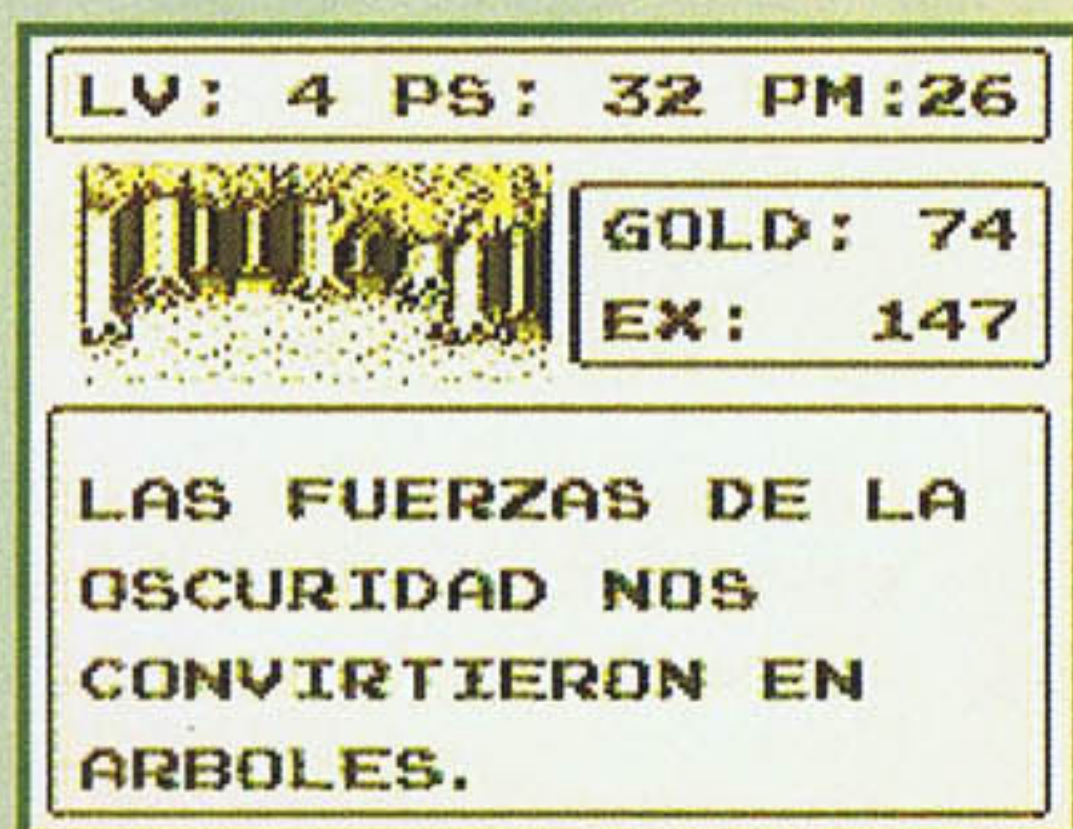 LV: 4 PS: 32 PM:26
GOLD: 74
EX: 147
LAS FUERZAS DE LA
OSCURIDAD NOS
CONVIRTIERON EN
ARBOLES.